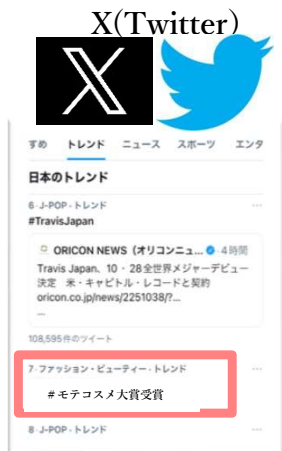 X(Twitter)
すめ トレンド ニュース スポーツ エンタ
日本のトレンド
6·J-POP·トレンド
#TravisJapan
ORICON NEWS（オリコンニュ... · 4時間
Travis Japan、10・28全世界メジャーデビュー
決定 米・キャピトル・レコードと契約
oricon.co.jp/news/2251038/?...
...
108,595件のツイート
7·ファッション・ビューティー·トレンド
#モテコスメ大賞受賞
8·J-POP·トレンド